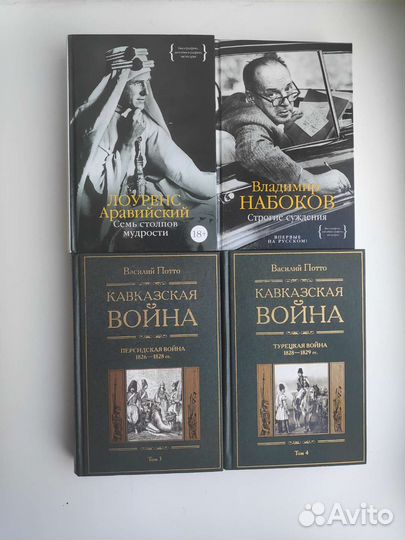 ЛОУРЕНС
Аравийский
Семь столпов
мудрости
18+
Владимир
НАБОКОВ
Строгие суждения
ВПЕРВЫЕ
НА РУССКОМ!
Василий Потто
КАВКАЗСКАЯ
ВОЙНА
ПЕРСИДСКАЯ ВОЙНА
1826—1828 гг.
Том 3
Василий Потто
КАВКАЗСКАЯ
ВОЙНА
ТУРЕЦКАЯ ВОЙНА
1828—1829 гг.
Том 4
Avito